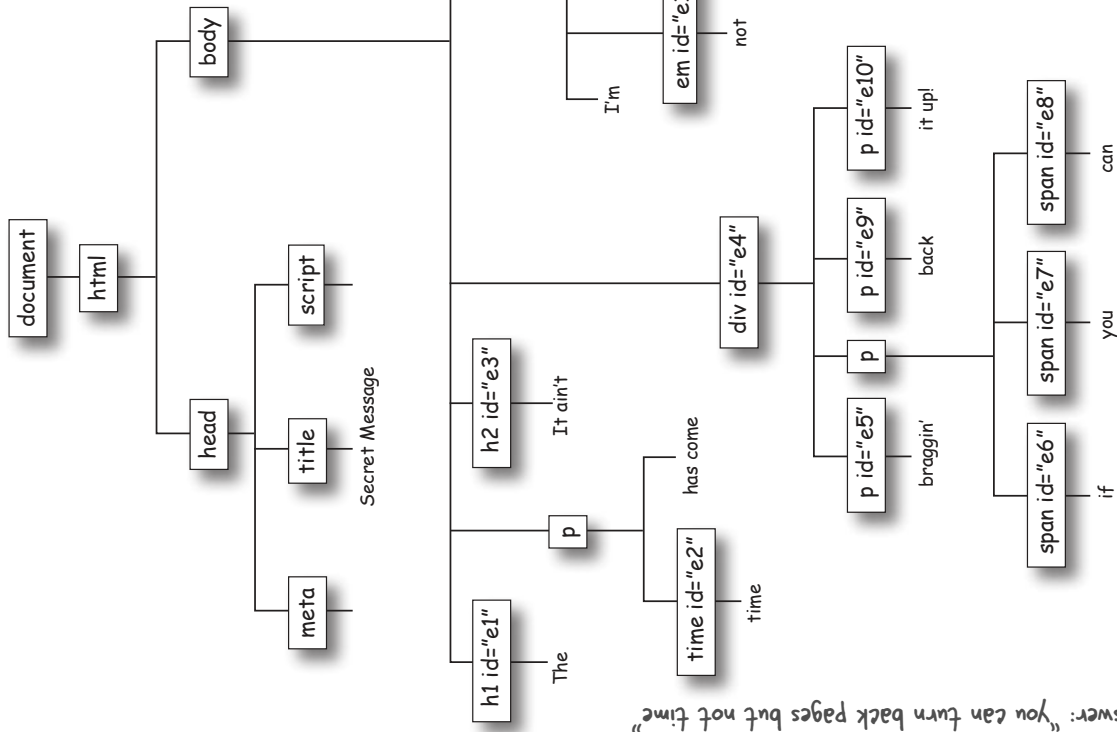 document
html
head
body
meta
title
script
Secret Message
h1 id="e1"
The
p
time id="e2"
time
has come
h2 id="e3"
It ain't
div id="e4"
p id="e5"
braggin'
p
span id="e6"
if
span id="e7"
you
span id="e8"
can
p id="e9"
back
p id="e10"
it up!
I'm
em id="e
not
wer: "you can turn back pages but not time"